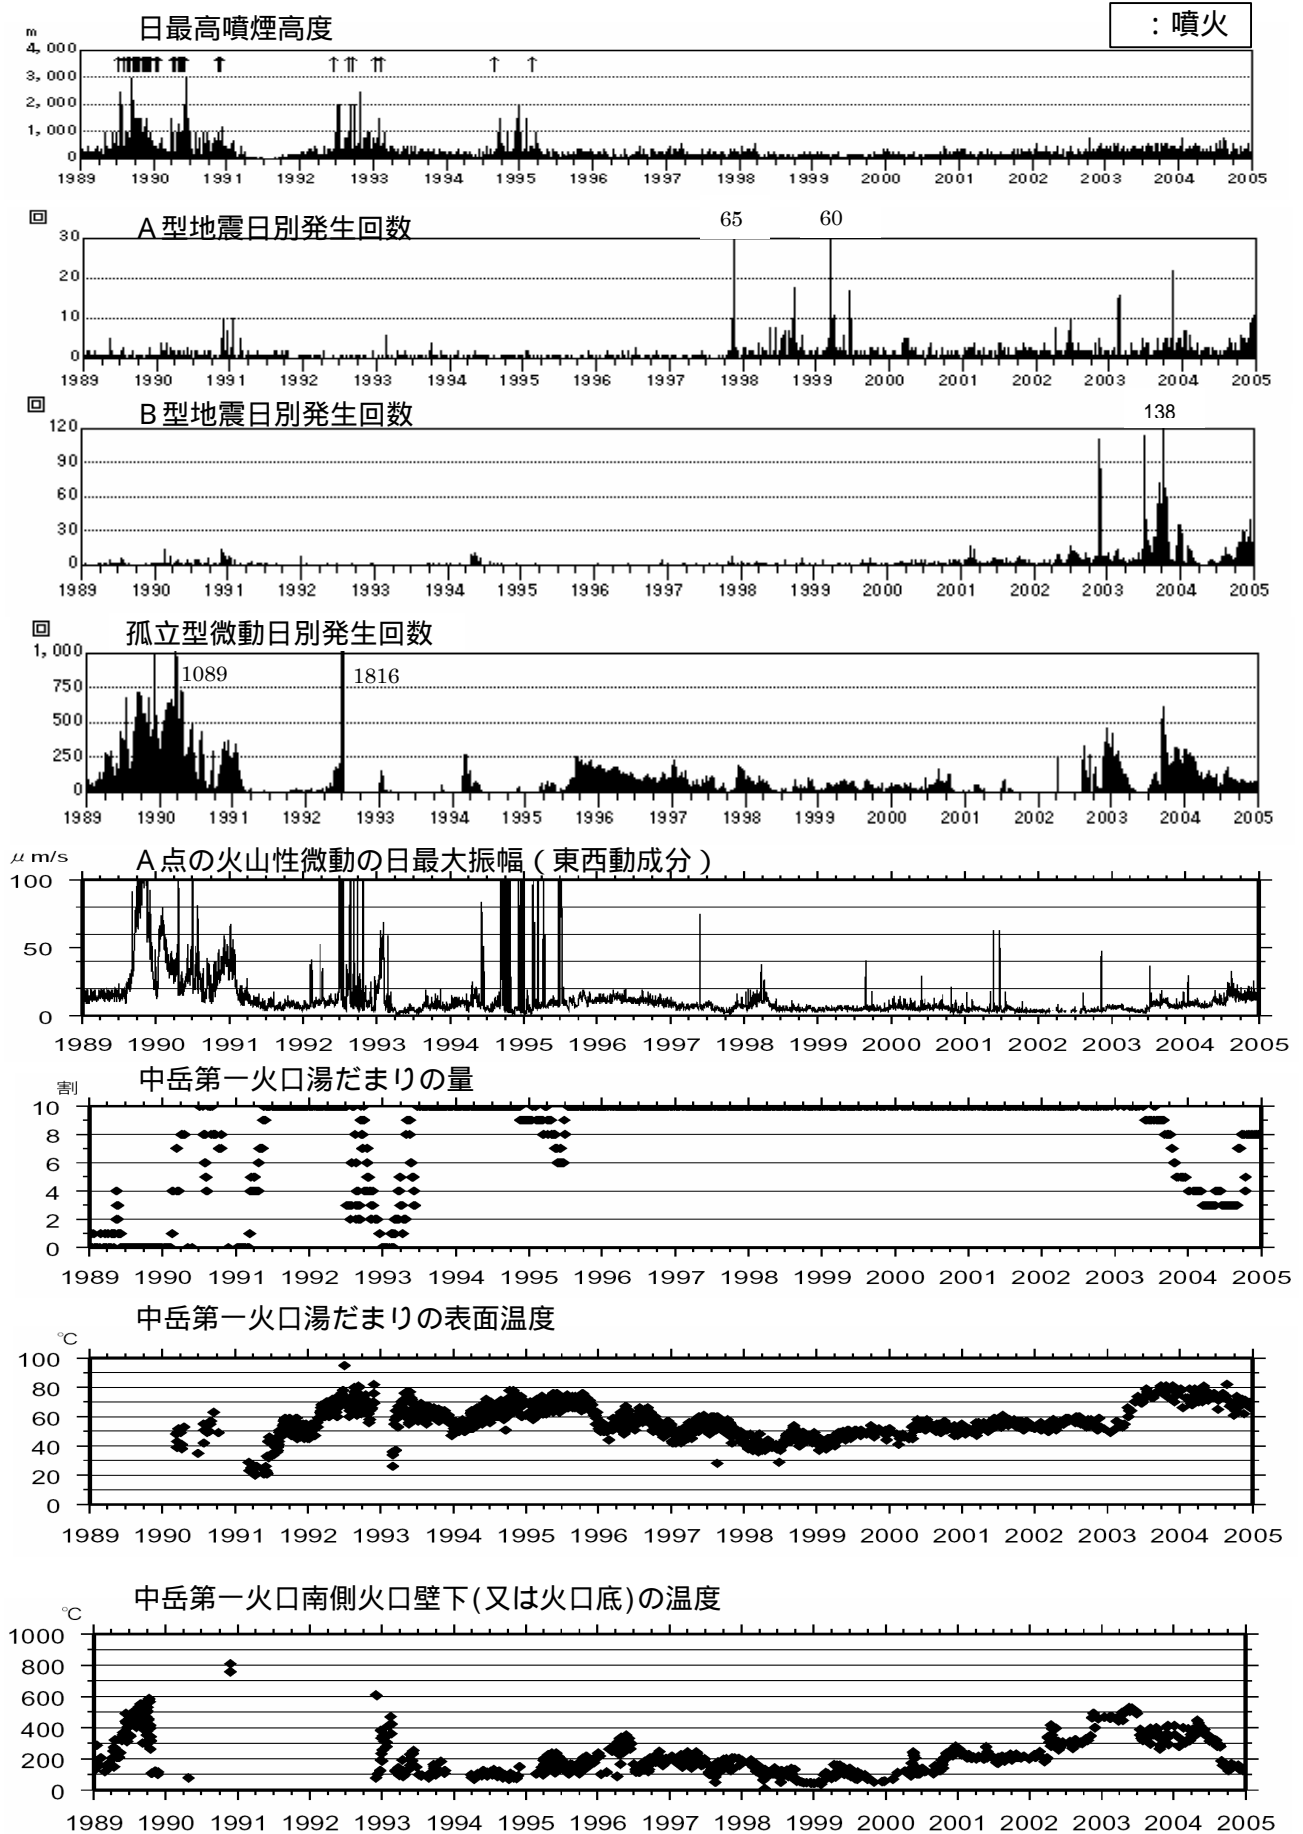 日最高噴煙高度
：噴火
m
4,000
3,000
2,000
1,000
0
1989 1990 1991 1992 1993 1994 1995 1996 1997 1998 1999 2000 2001 2002 2003 2004 2005
回
A型地震日別発生回数
65 60
30
20
10
0
1989 1990 1991 1992 1993 1994 1995 1996 1997 1998 1999 2000 2001 2002 2003 2004 2005
回
B型地震日別発生回数
138
120
90
60
30
0
1989 1990 1991 1992 1993 1994 1995 1996 1997 1998 1999 2000 2001 2002 2003 2004 2005
回
孤立型微動日別発生回数
1,000
1089 1816
750
500
250
0
1989 1990 1991 1992 1993 1994 1995 1996 1997 1998 1999 2000 2001 2002 2003 2004 2005
μm/s
A点の火山性微動の日最大振幅（東西動成分）
100
50
0
1989 1990 1991 1992 1993 1994 1995 1996 1997 1998 1999 2000 2001 2002 2003 2004 2005
割
中岳第一火口湯だまりの量
10
8
6
4
2
0
1989 1990 1991 1992 1993 1994 1995 1996 1997 1998 1999 2000 2001 2002 2003 2004 2005
中岳第一火口湯だまりの表面温度
℃
100
80
60
40
20
0
1989 1990 1991 1992 1993 1994 1995 1996 1997 1998 1999 2000 2001 2002 2003 2004 2005
中岳第一火口南側火口壁下(又は火口底)の温度
℃
1000
800
600
400
200
0
1989 1990 1991 1992 1993 1994 1995 1996 1997 1998 1999 2000 2001 2002 2003 2004 2005